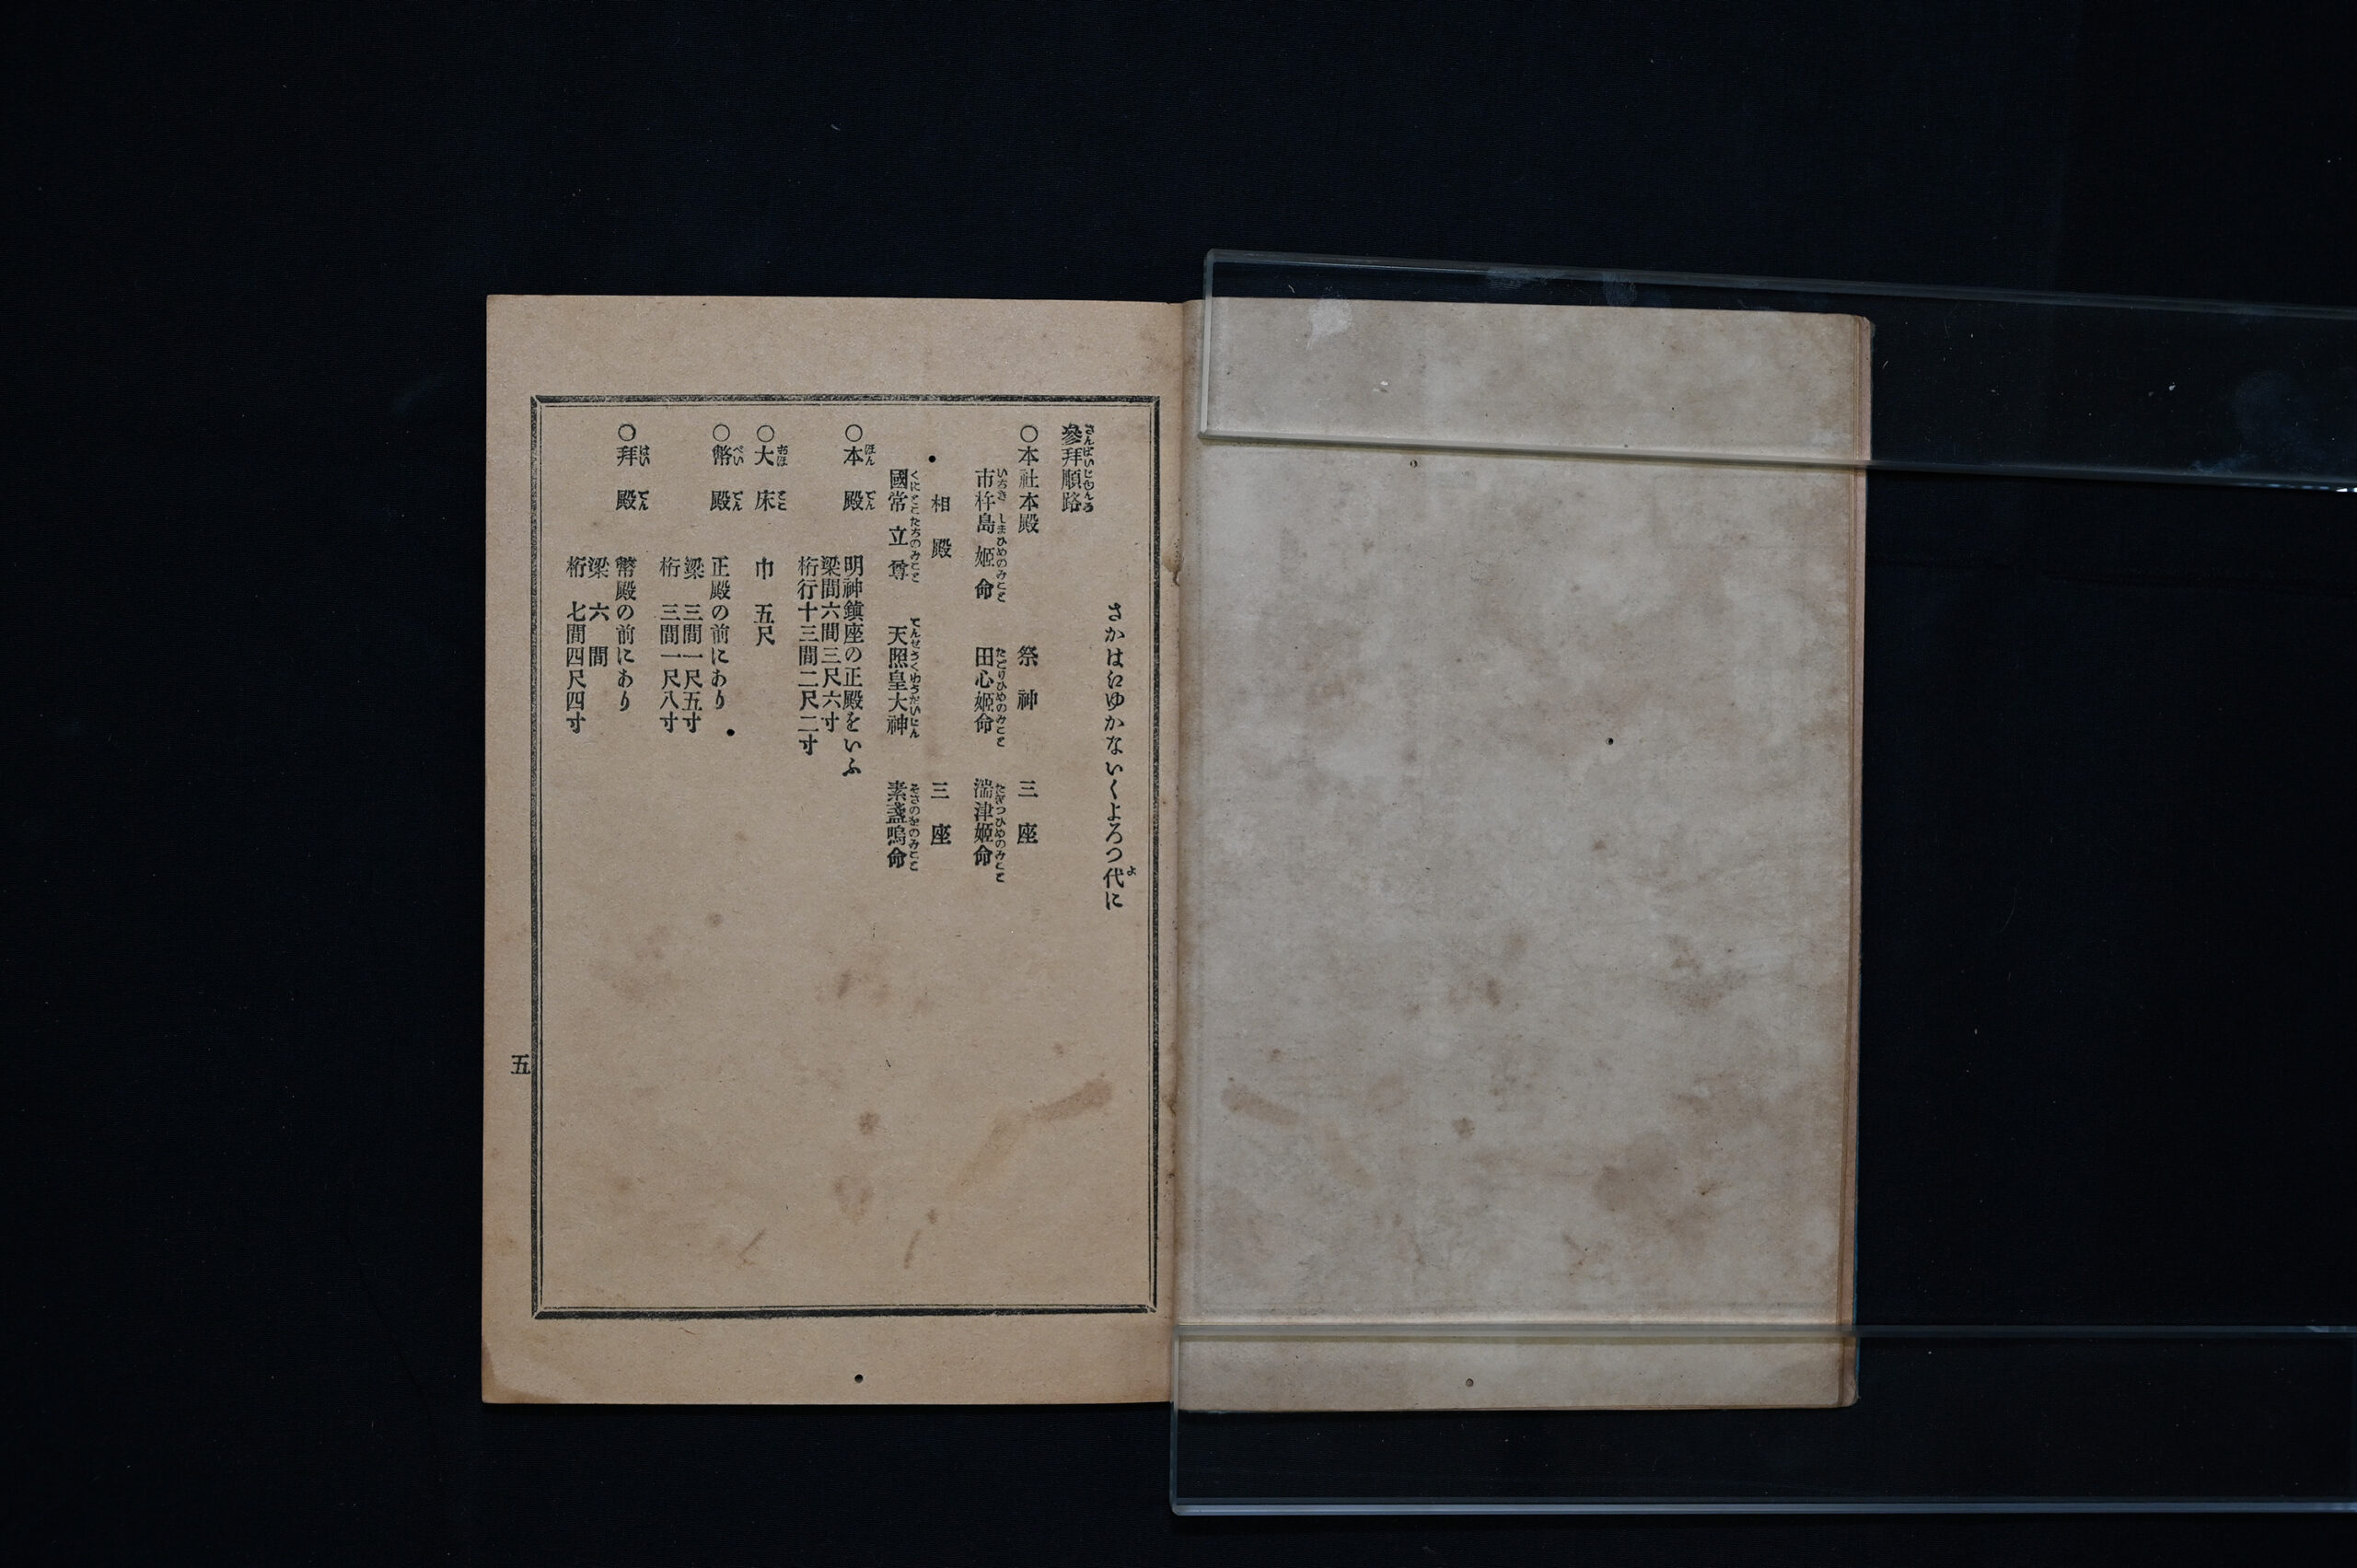 さかはえゆかないくよろつ代に
參拜順路
○本社本殿　祭神　三座
市杵島姬命　田心姬命　湍津姬命
相殿　三座
國常立尊　天照皇大神　素盞嗚命
○本殿　明神鎮座の正殿をいふ
梁間六間三尺六寸
桁行十三間二尺二寸
○大床　巾　五尺
○幣殿　正殿の前にあり
梁　三間一尺五寸
桁　三間一尺八寸
○拜殿　幣殿の前にあり
梁　六間
桁　七間四尺四寸
五